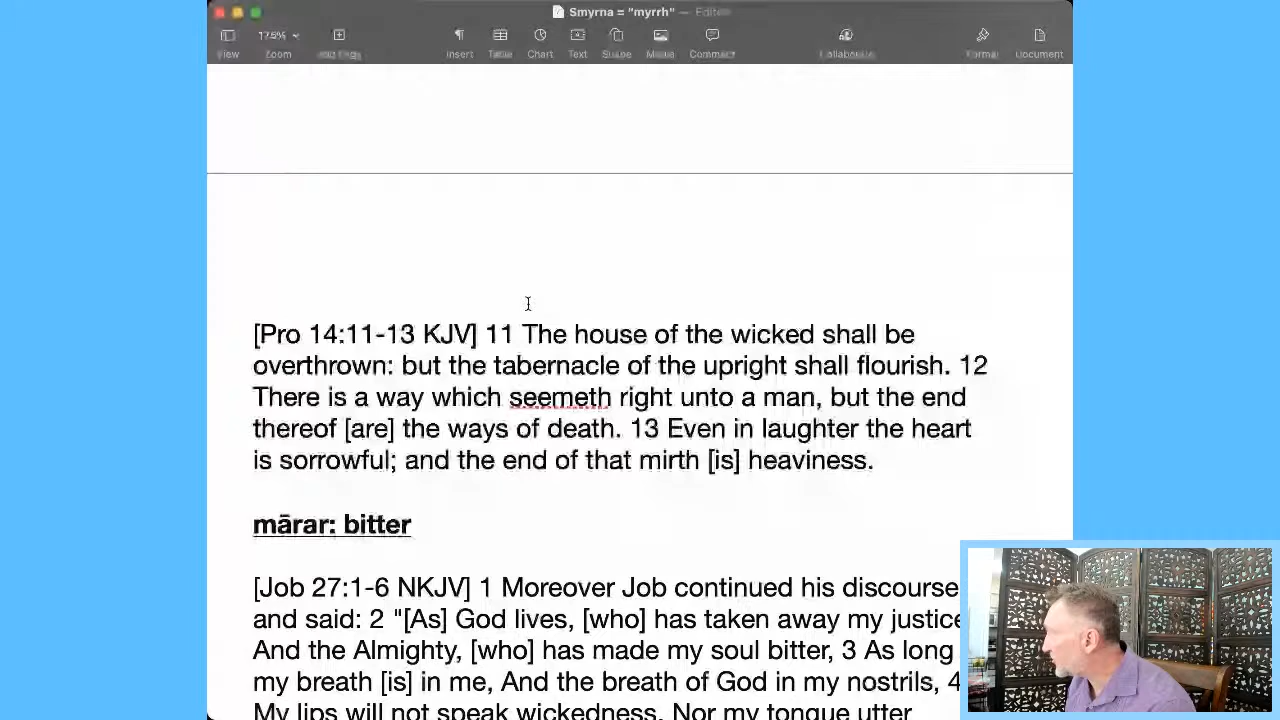 Smyrna = "myrrh" — Edited
175%
View
Zoom
Add Page
Insert
Table
Chart
Text
Shape
Media
Comment
Collaborate
Format
Document
[Pro 14:11-13 KJV] 11 The house of the wicked shall be
overthrown: but the tabernacle of the upright shall flourish. 12
There is a way which seemeth right unto a man, but the end
thereof [are] the ways of death. 13 Even in laughter the heart
is sorrowful; and the end of that mirth [is] heaviness.
mārar: bitter
[Job 27:1-6 NKJV] 1 Moreover Job continued his discourse
and said: 2 "[As] God lives, [who] has taken away my justice
And the Almighty, [who] has made my soul bitter, 3 As long
my breath [is] in me, And the breath of God in my nostrils, 4
My lips will not speak wickedness, Nor my tongue utter